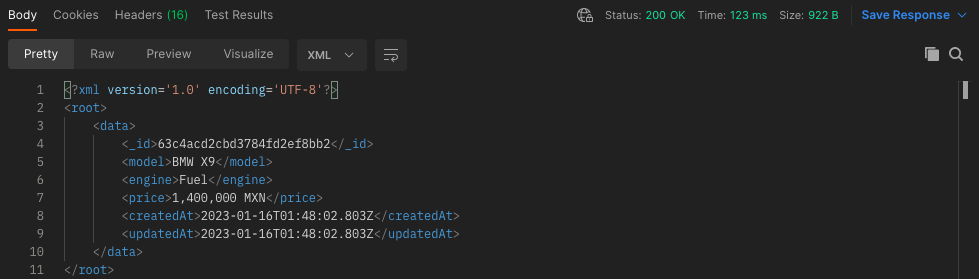 Body Cookies Headers (16) Test Results Status: 200 OK Time: 123 ms Size: 922 B Save Response
Pretty Raw Preview Visualize XML
1 <?xml version='1.0' encoding='UTF-8'?>
2 <root>
3 <data>
4 <_id>63c4acd2cbd3784fd2ef8bb2</_id>
5 <model>BMW X9</model>
6 <engine>Fuel</engine>
7 <price>1,400,000 MXN</price>
8 <createdAt>2023-01-16T01:48:02.803Z</createdAt>
9 <updatedAt>2023-01-16T01:48:02.803Z</updatedAt>
10 </data>
11 </root>